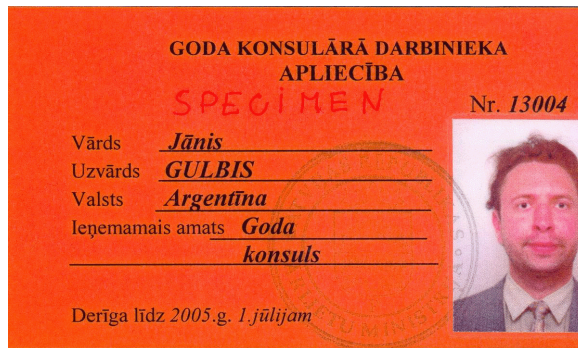 GODA KONSULĀRĀ DARBINIEKA
APLIECĪBA
SPECIMEN
Nr. 13004
Vārds Jānis
Uzvārds GULBIS
Valsts Argentīna
Ieņemamais amats Goda
konsuls
Derīga līdz 2005.g. 1.jūlijam